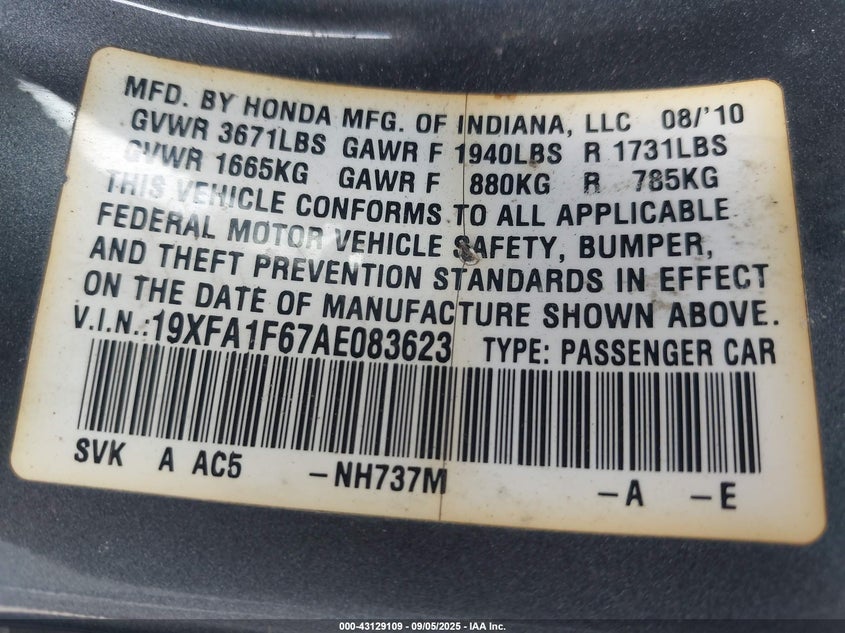 MFD. BY HONDA MFG. OF INDIANA, LLC 08/'10
GVWR 3671LBS GAWR F 1940LBS R 1731LBS
GVWR 1665KG GAWR F 880KG R 785KG
THIS VEHICLE CONFORMS TO ALL APPLICABLE
FEDERAL MOTOR VEHICLE SAFETY, BUMPER,
AND THEFT PREVENTION STANDARDS IN EFFECT
ON THE DATE OF MANUFACTURE SHOWN ABOVE.
V.I.N.:19XFA1F67AE083623 TYPE: PASSENGER CAR
SVK A AC5 -NH737M -A -E
000-43129109 - 09/05/2025 - IAA Inc.